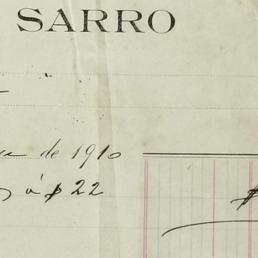 SARRO
de 1910
á $ 22
$